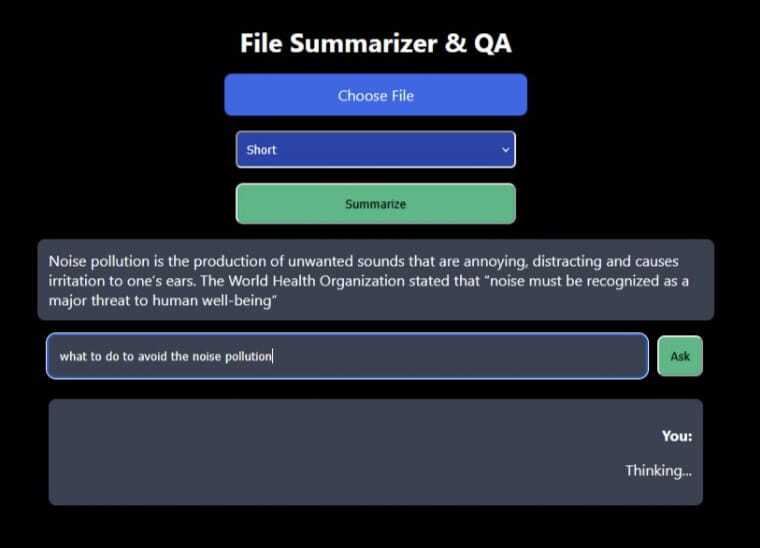 File Summarizer & QA
Choose File
Short
Summarize
Noise pollution is the production of unwanted sounds that are annoying, distracting and causes
irritation to one's ears. The World Health Organization stated that "noise must be recognized as a
major threat to human well-being"
what to do to avoid the noise pollution
Ask
You:
Thinking...